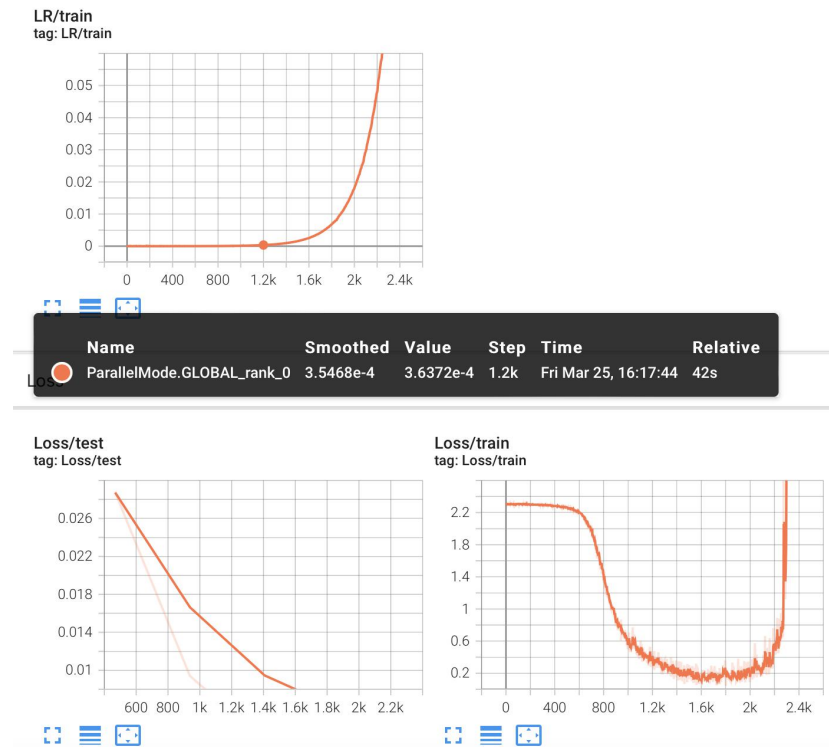 LR/train
tag: LR/train
0.05
0.04
0.03
0.02
0.01
0
0 400 800 1.2k 1.6k 2k 2.4k
Name Smoothed Value Step Time Relative
ParallelMode.GLOBAL_rank_0 3.5468e-4 3.6372e-4 1.2k Fri Mar 25, 16:17:44 42s
Loss
Loss/test
tag: Loss/test
0.026
0.022
0.018
0.014
0.01
600 800 1k 1.2k 1.4k 1.6k 1.8k 2k 2.2k
Loss/train
tag: Loss/train
2.2
1.8
1.4
1
0.6
0.2
0 400 800 1.2k 1.6k 2k 2.4k